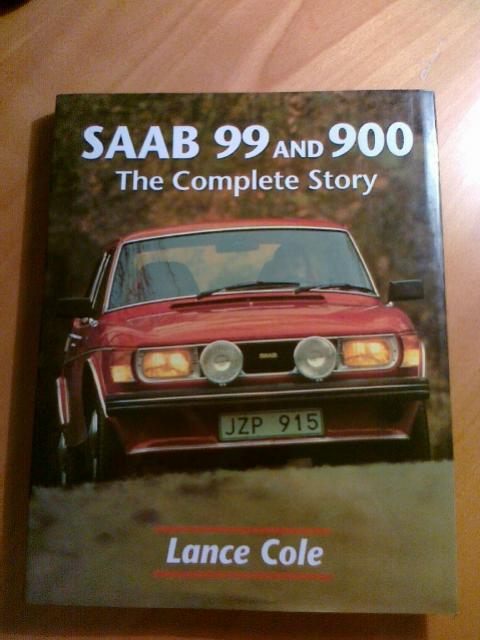 SAAB 99 AND 900
The Complete Story
SAAB
JZP 915
Lance Cole